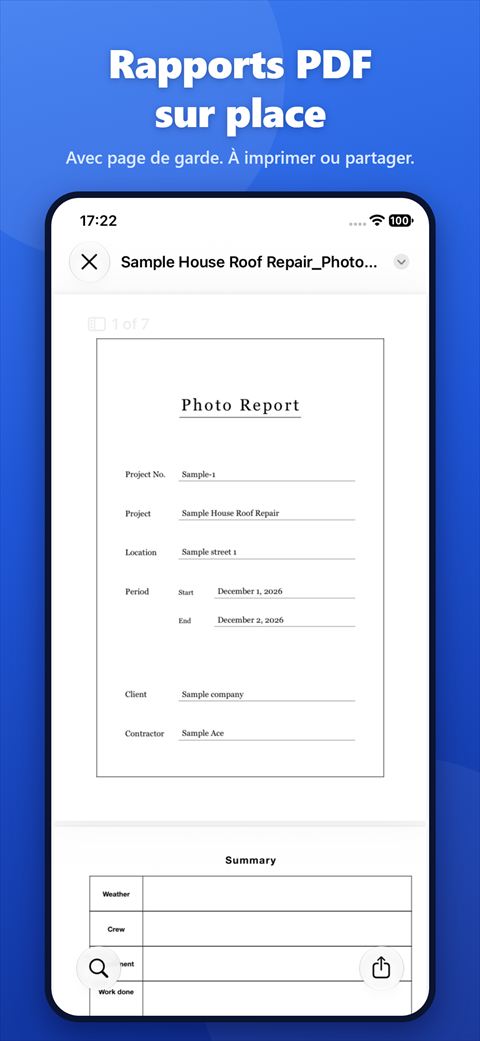 Rapports PDF
sur place
Avec page de garde. À imprimer ou partager.
17:22
100
Sample House Roof Repair_Photo...
1 of 7
Photo Report
Project No. Sample-1
Project Sample House Roof Repair
Location Sample street 1
Period Start December 1, 2026
End December 2, 2026
Client Sample company
Contractor Sample Ace
Summary
Weather
Crew
nent
Work done